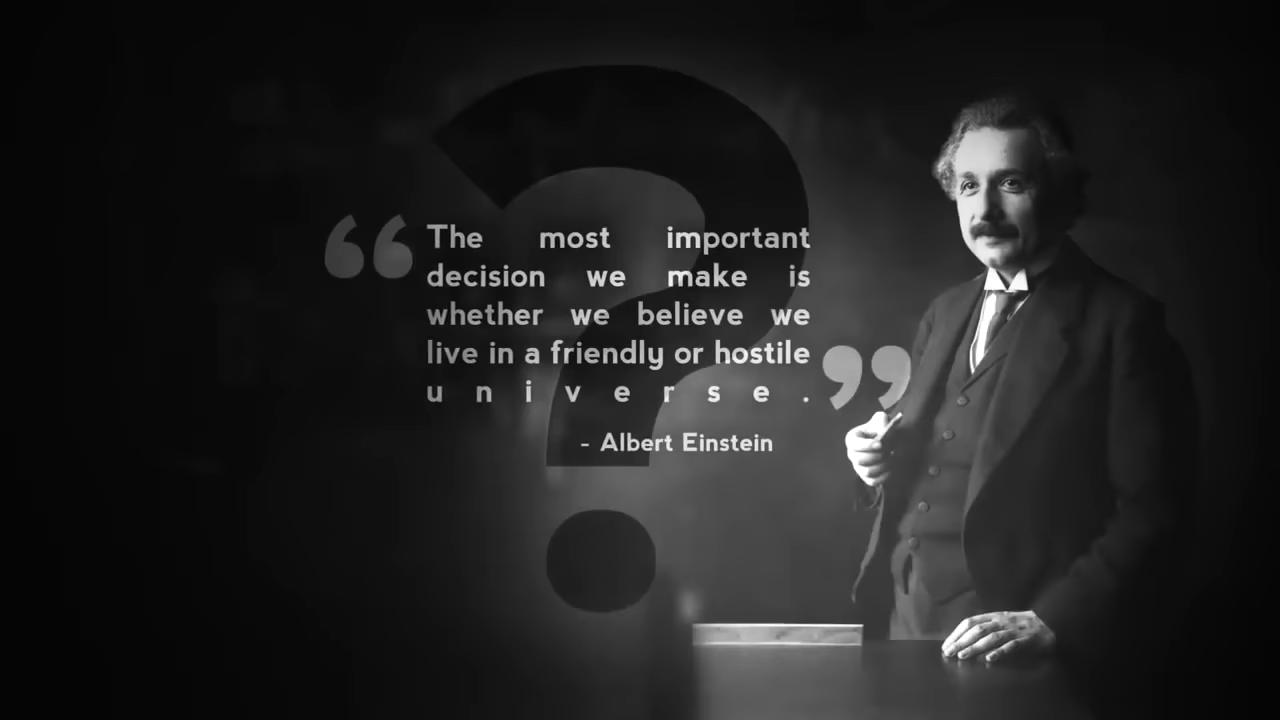 “The most important
decision we make is
whether we believe we
live in a friendly or hostile
universe.”
- Albert Einstein
?